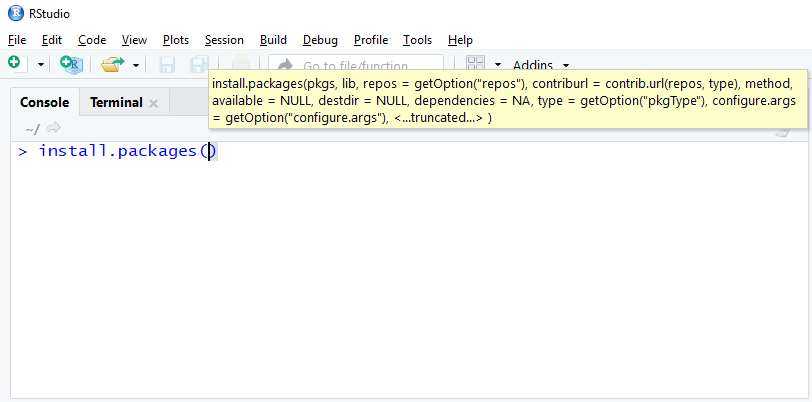 RStudio
File Edit Code View Plots Session Build Debug Profile Tools Help
Go to file/function Addins
install.packages(pkgs, lib, repos = getOption("repos"), contriburl = contrib.url(repos, type), method,
available = NULL, destdir = NULL, dependencies = NA, type = getOption("pkgType"), configure.args
= getOption("configure.args"), <...truncated...> )
Console Terminal
~/
> install.packages()